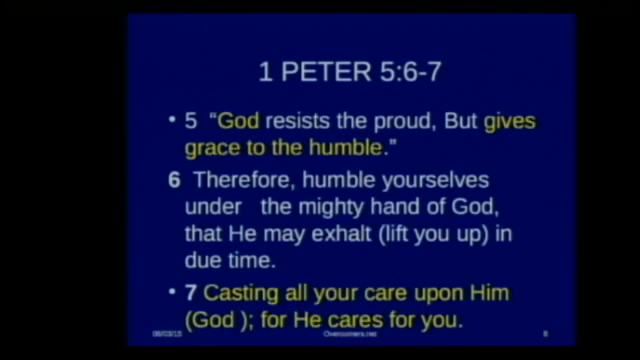 1 PETER 5:6-7
• 5 “God resists the proud, But gives
grace to the humble.”
6 Therefore, humble yourselves
under the mighty hand of God,
that He may exhalt (lift you up) in
due time.
• 7 Casting all your care upon Him
(God ); for He cares for you.
Overcomers.net
8